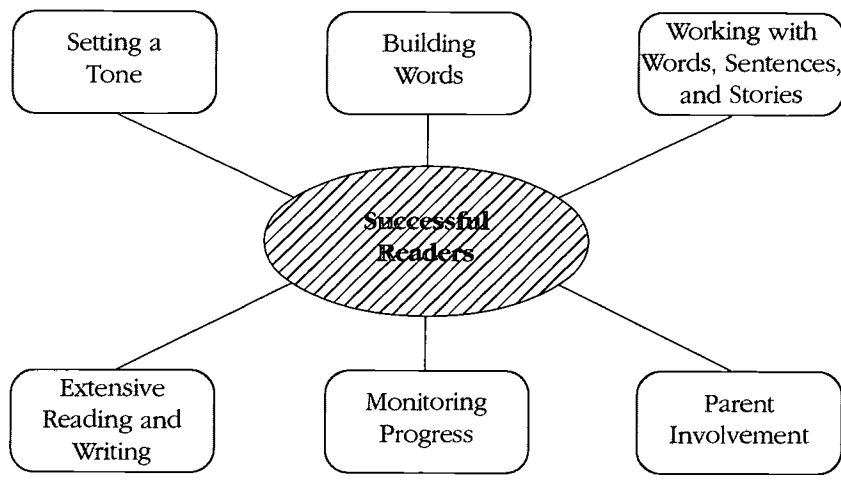 Setting a
Tone
Building
Words
Working with
Words, Sentences,
and Stories
Successful
Readers
Extensive
Reading and
Writing
Monitoring
Progress
Parent
Involvement